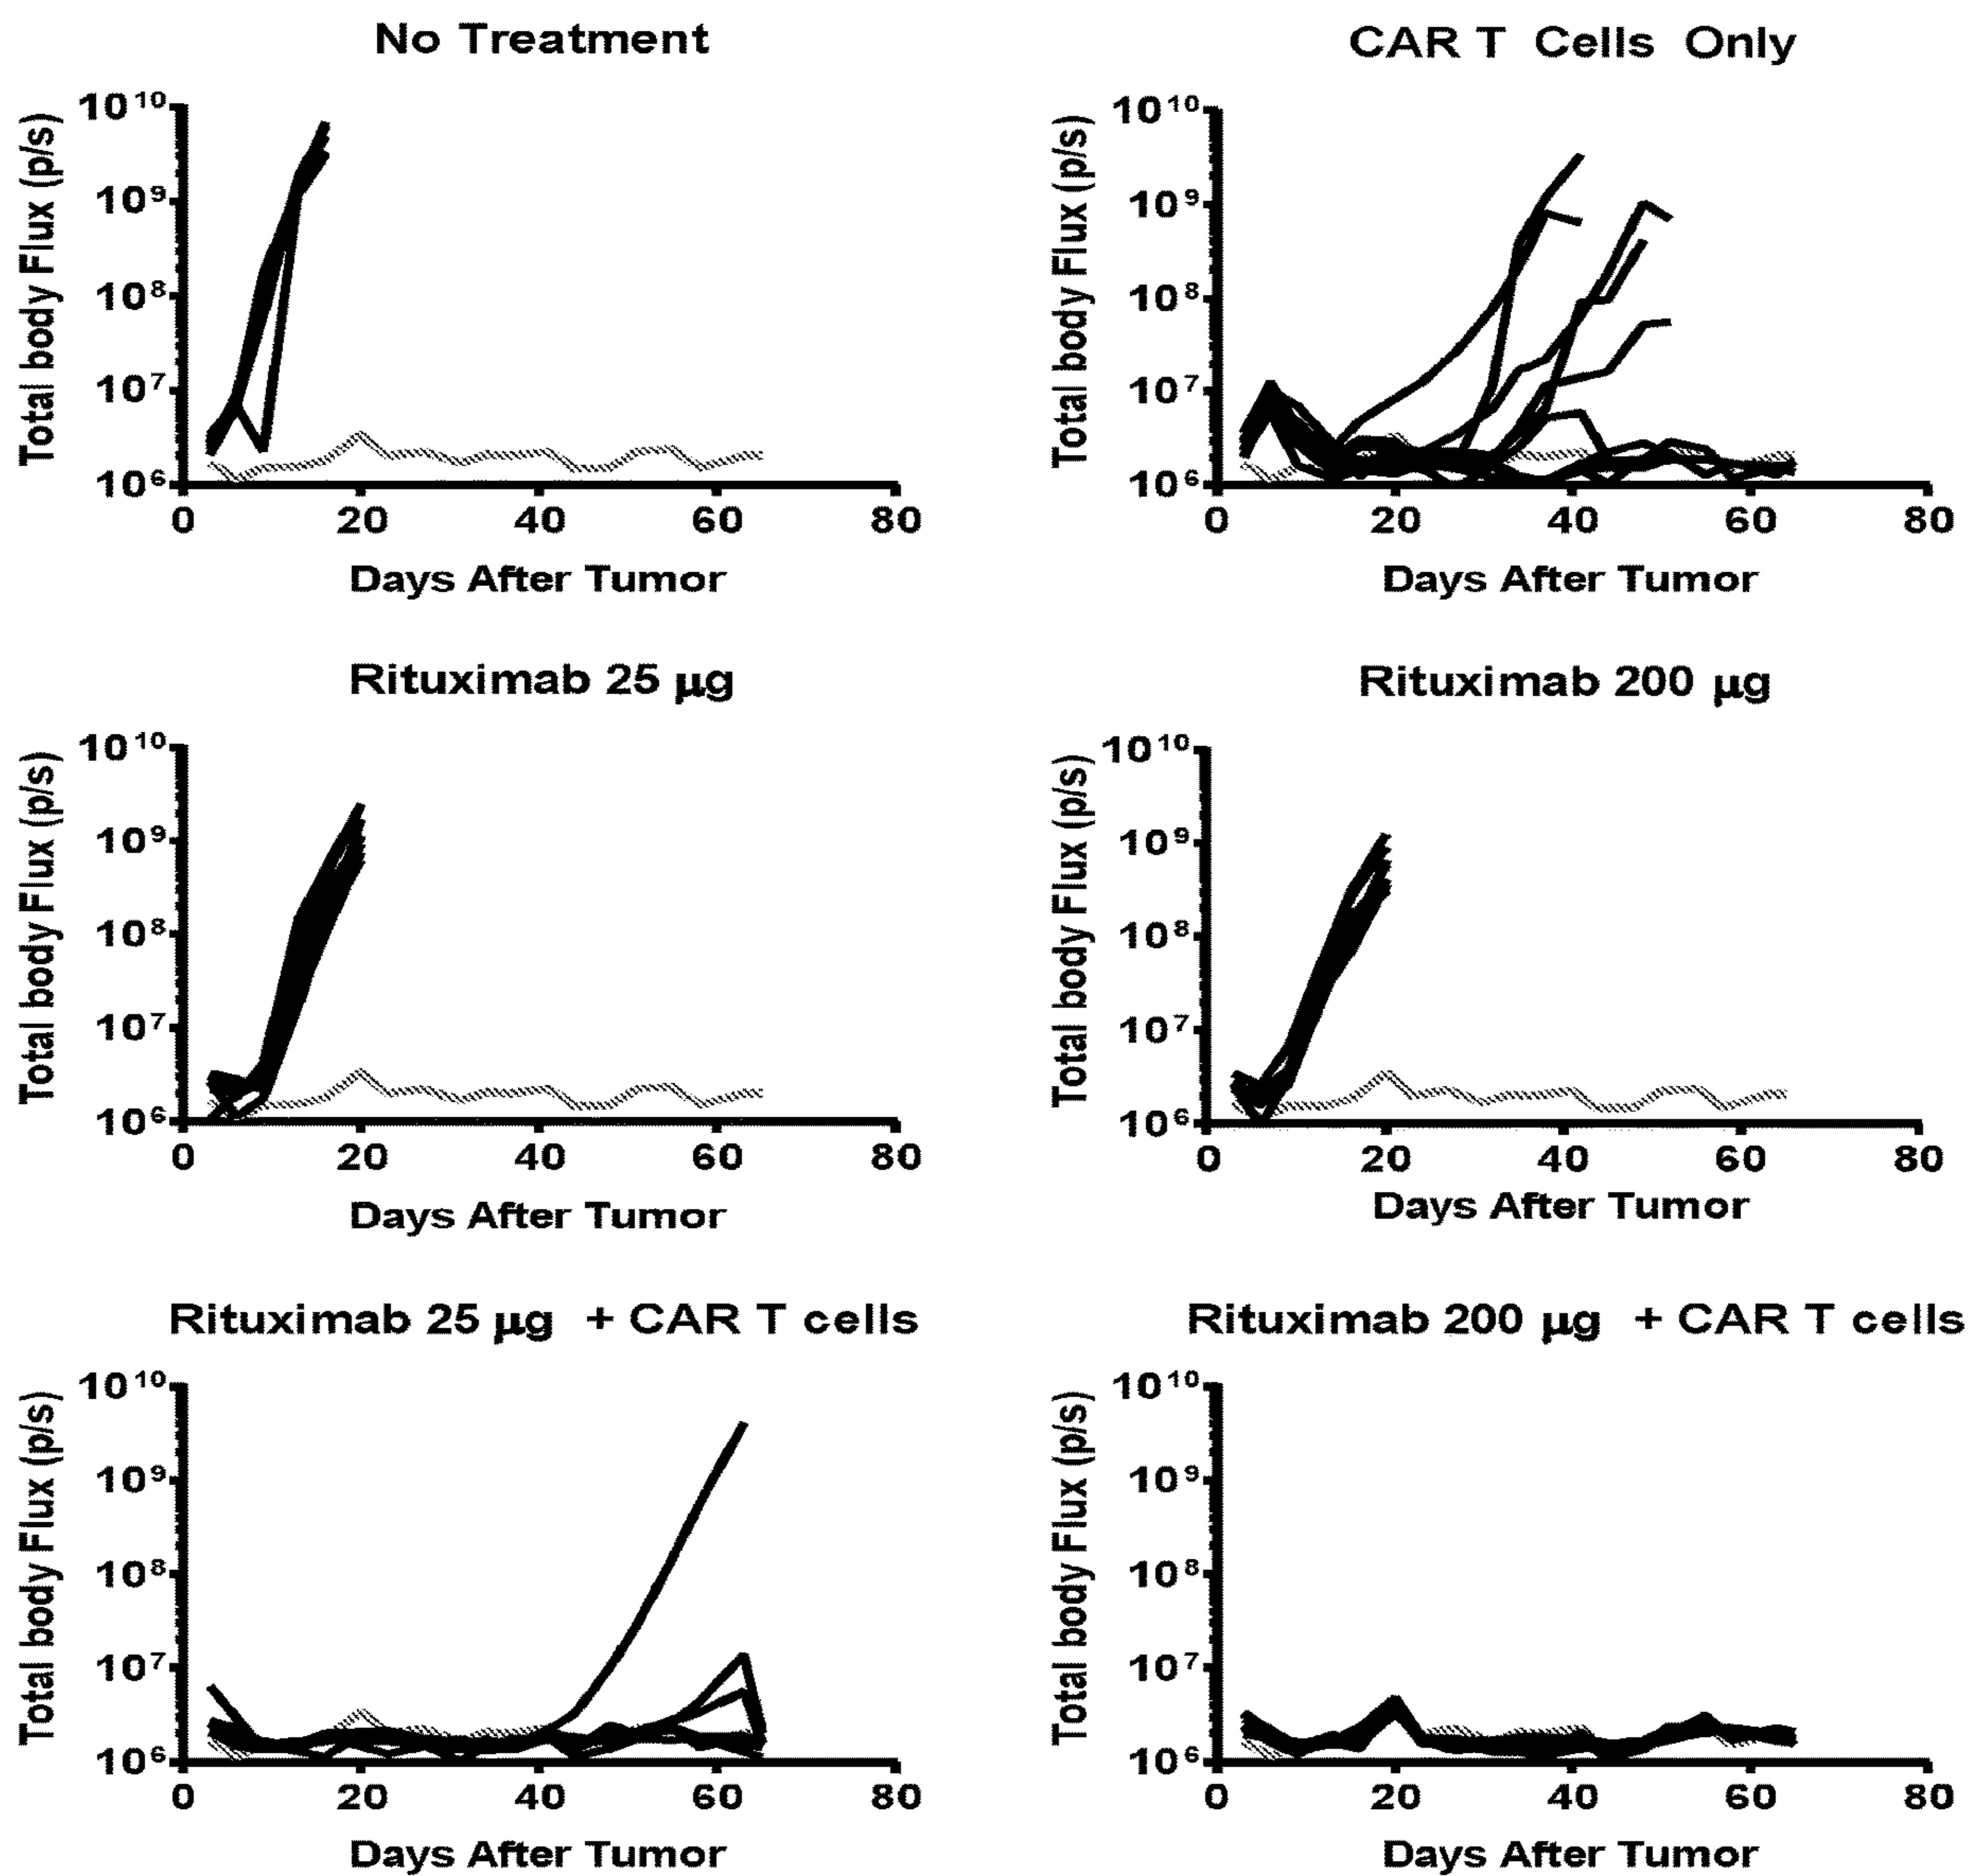 No Treatment
Total body Flux (p/s)
10¹⁰
10⁹
10⁸
10⁷
10⁶
0 20 40 60 80
Days After Tumor
CAR T Cells Only
Total body Flux (p/s)
10¹⁰
10⁹
10⁸
10⁷
10⁶
0 20 40 60 80
Days After Tumor
Rituximab 25 µg
Total body Flux (p/s)
10¹⁰
10⁹
10⁸
10⁷
10⁶
0 20 40 60 80
Days After Tumor
Rituximab 200 µg
Total body Flux (p/s)
10¹⁰
10⁹
10⁸
10⁷
10⁶
0 20 40 60 80
Days After Tumor
Rituximab 25 µg + CAR T cells
Total body Flux (p/s)
10¹⁰
10⁹
10⁸
10⁷
10⁶
0 20 40 60 80
Days After Tumor
Rituximab 200 µg + CAR T cells
Total body Flux (p/s)
10¹⁰
10⁹
10⁸
10⁷
10⁶
0 20 40 60 80
Days After Tumor